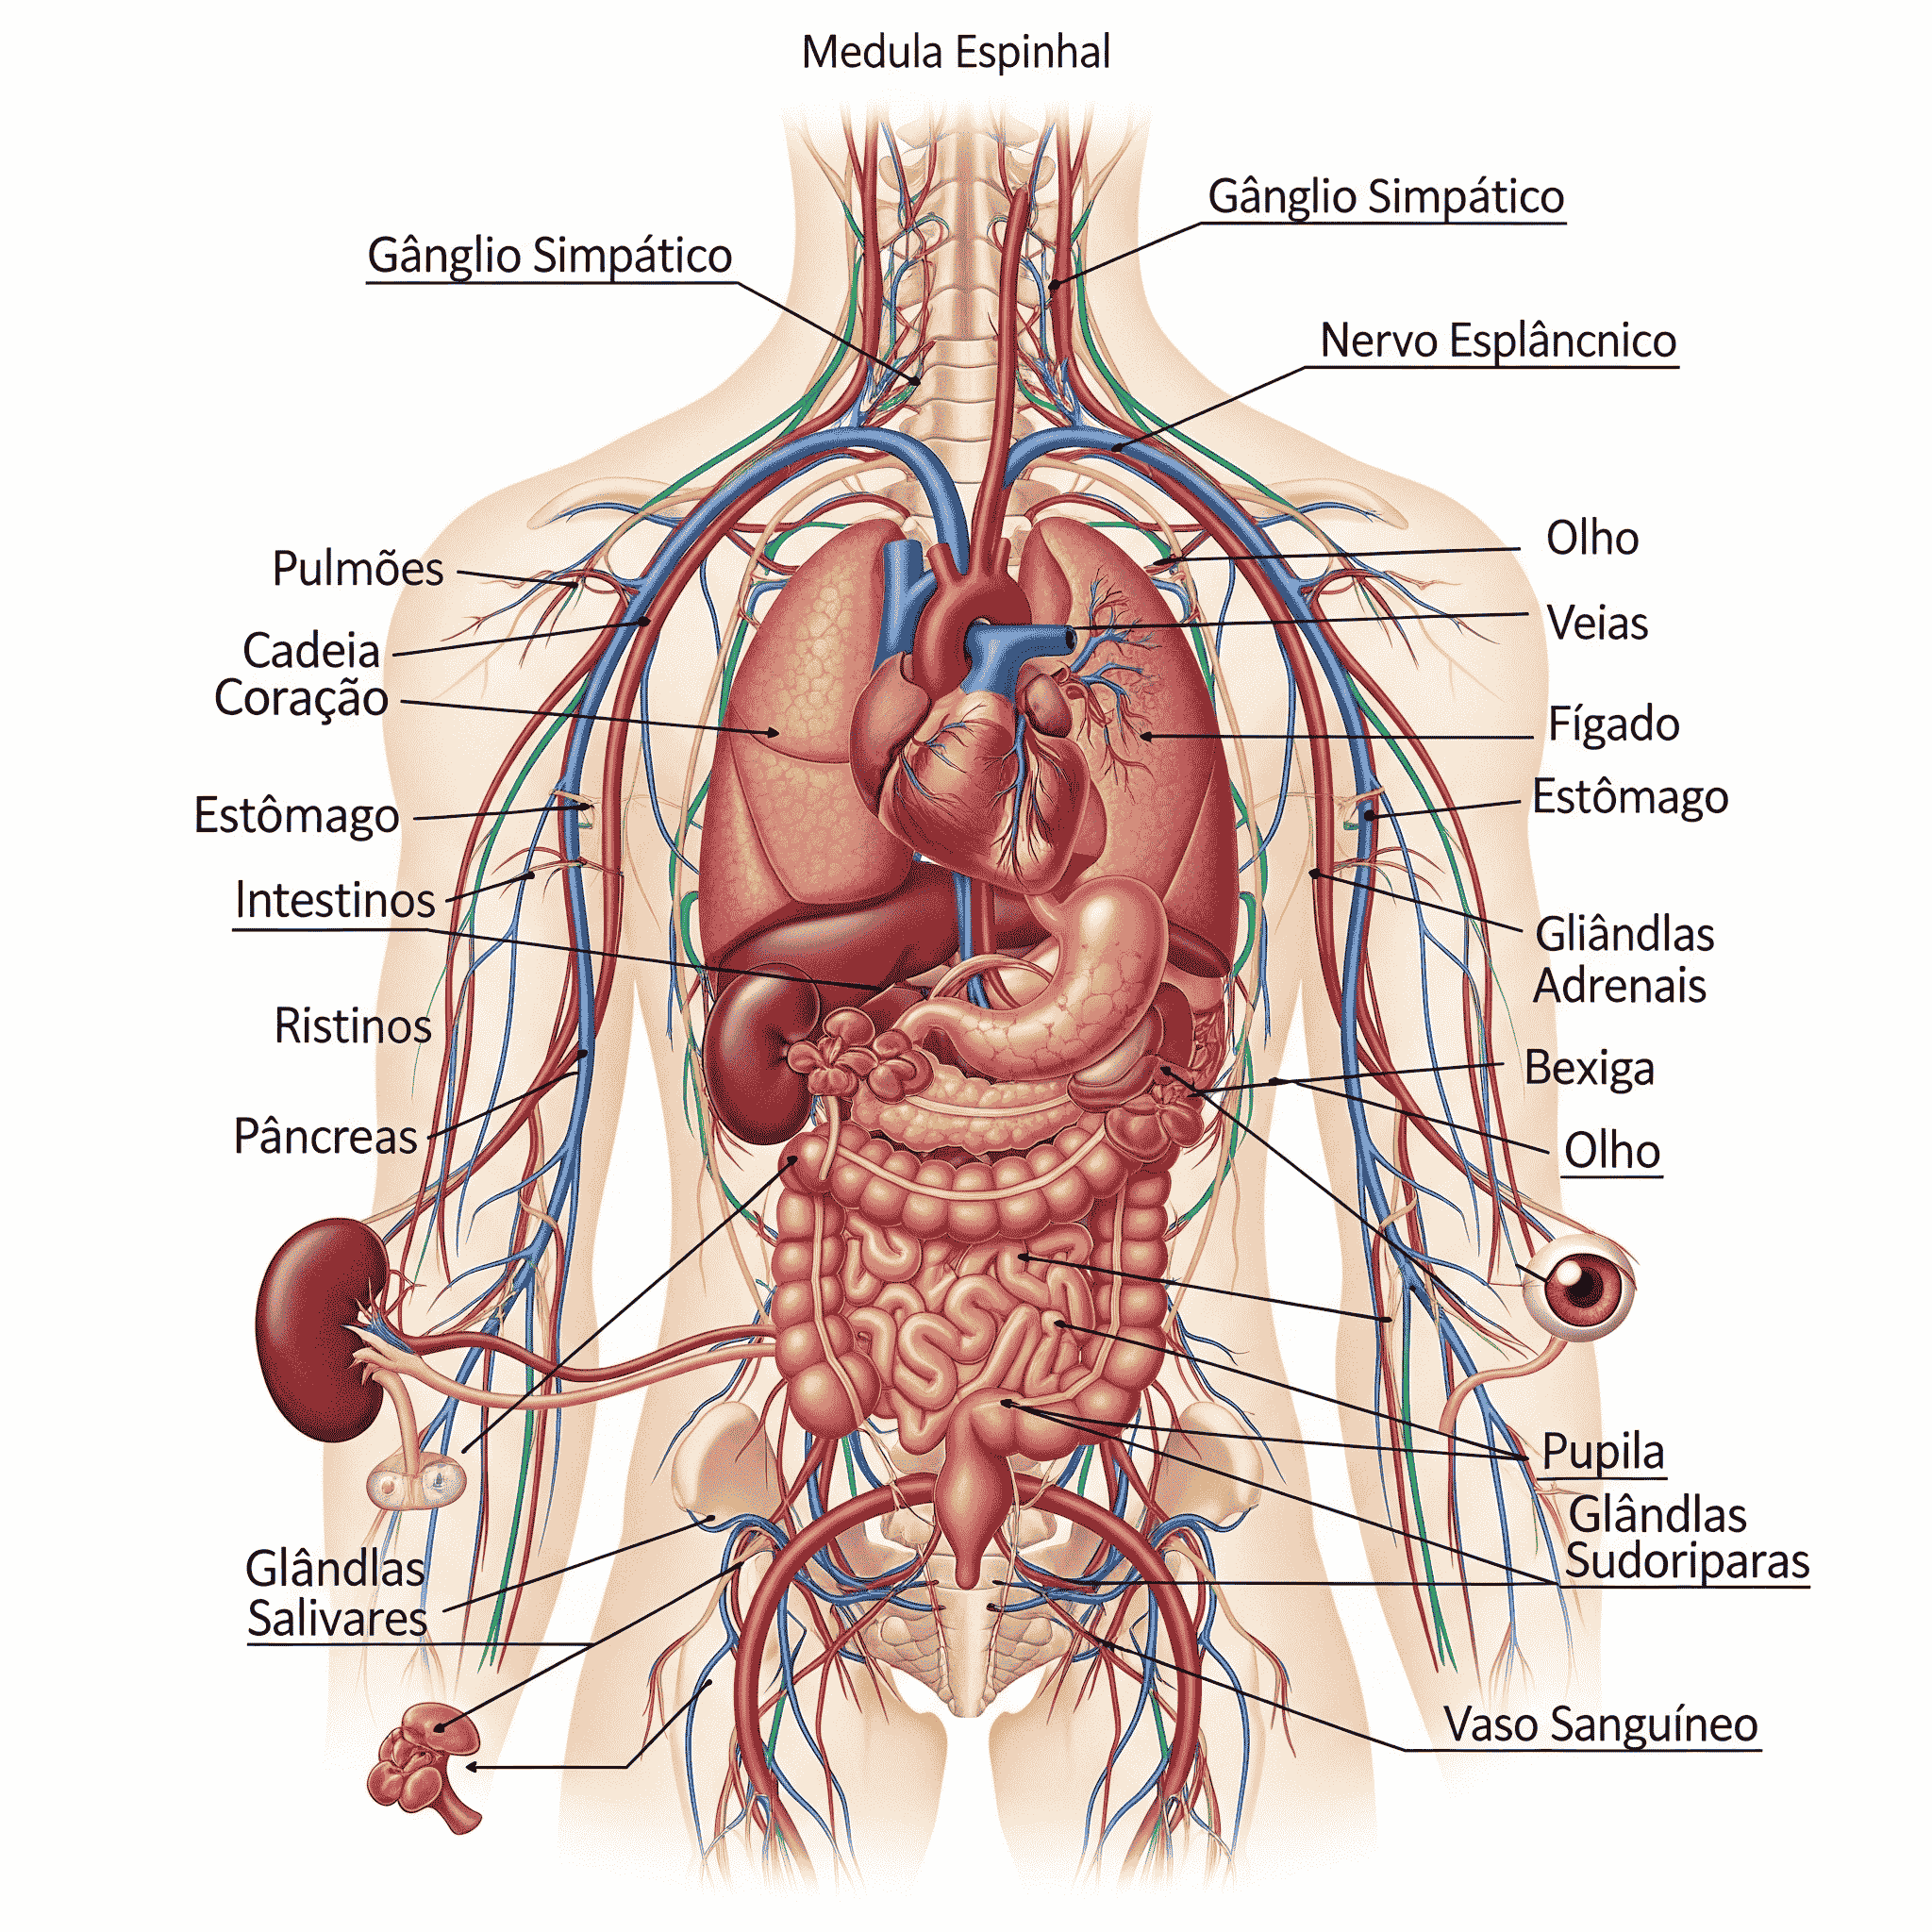 Medula Espinhal
Gânglio Simpático
Gânglio Simpático
Nervo Esplâncnico
Olho
Pulmões
Veias
Cadeia
Coração
Fígado
Estômago
Estômago
Intestinos
Gliândlas
Adrenais
Ristinos
Bexiga
Pâncreas
Olho
Pupila
Glândlas
Sudoriparas
Glândlas
Salivares
Vaso Sanguíneo